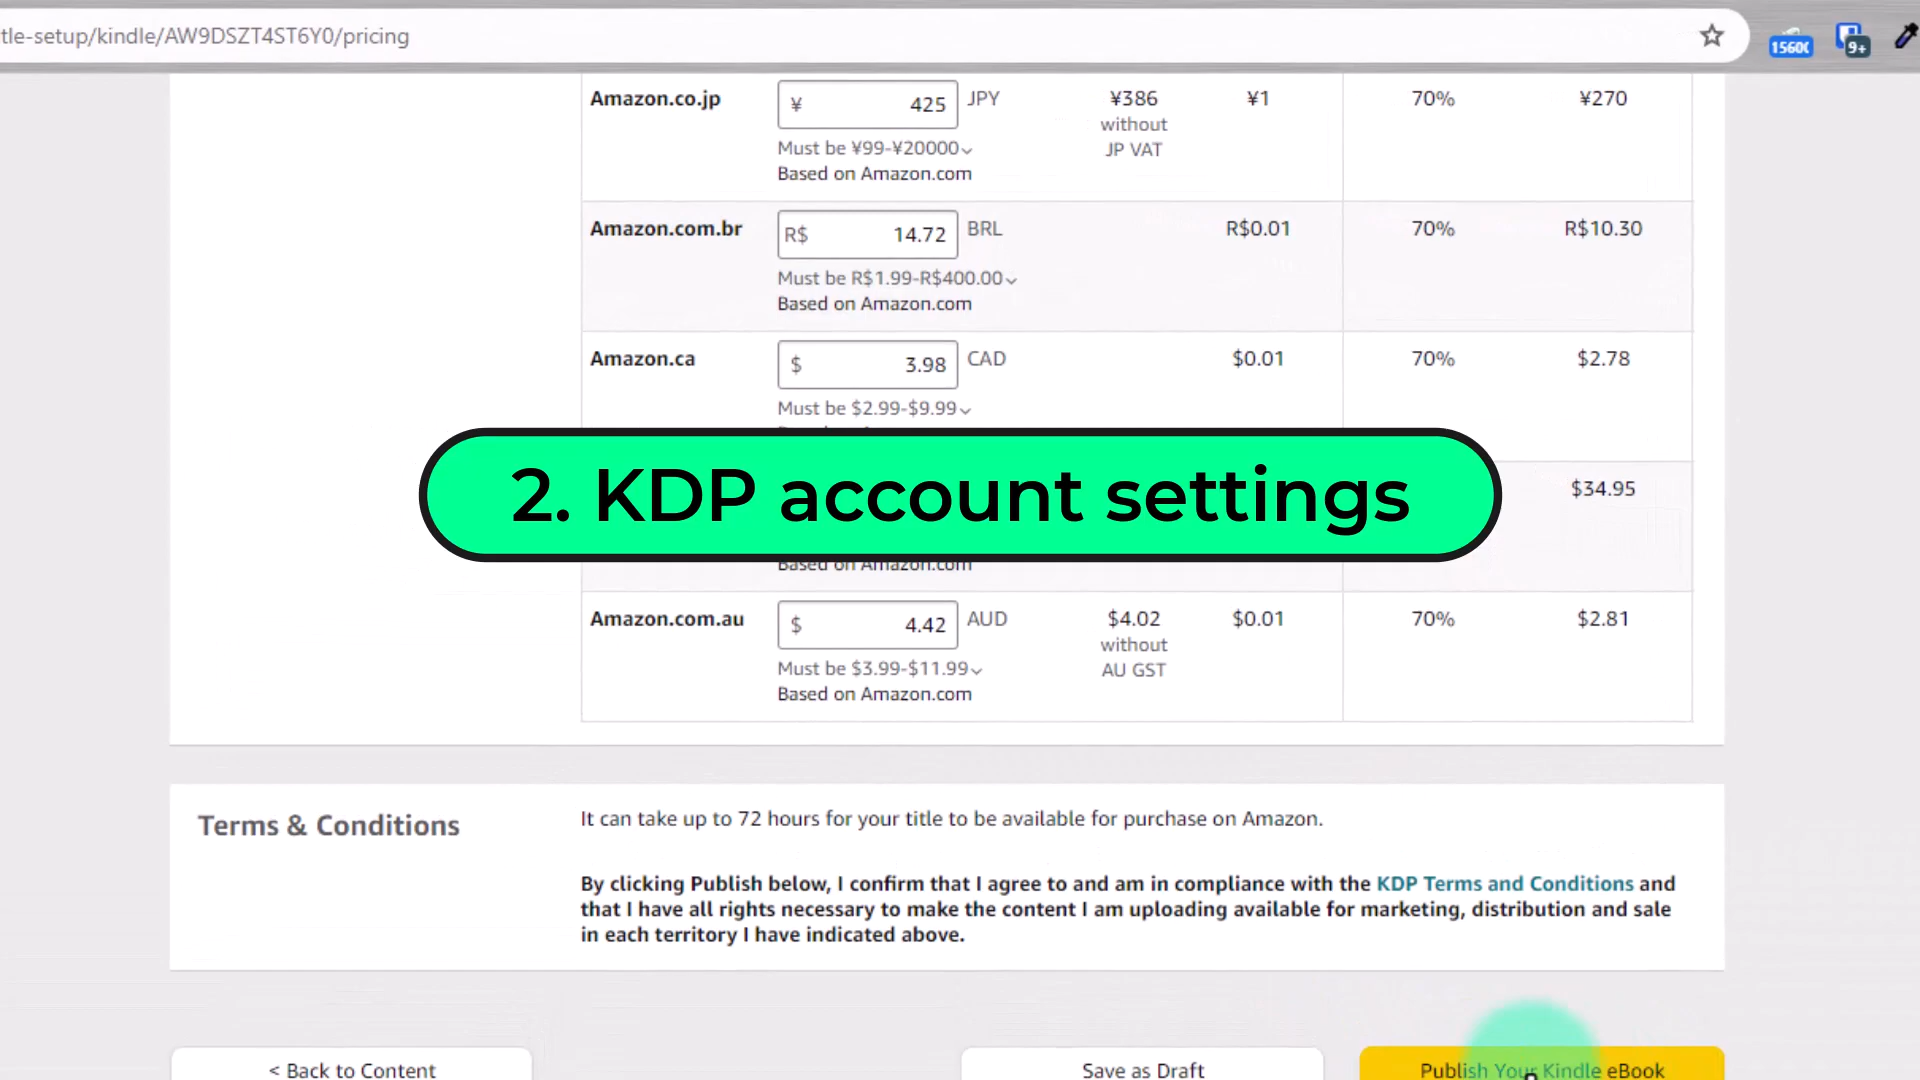 tle-setup/kindle/AW9DSZT4ST6Y0/pricing
1560(
9+
Amazon.co.jp ¥ 425 JPY ¥386 ¥1 70% ¥270
without
JP VAT
Must be ¥99-¥20000
Based on Amazon.com
Amazon.com.br R$ 14.72 BRL R$0.01 70% R$10.30
Must be R$1.99-R$400.00
Based on Amazon.com
Amazon.ca $ 3.98 CAD $0.01 70% $2.78
Must be $2.99-$9.99
2. KDP account settings
$34.95
Based on Amazon.com
Amazon.com.au $ 4.42 AUD $4.02 $0.01 70% $2.81
without
AU GST
Must be $3.99-$11.99
Based on Amazon.com
Terms & Conditions
It can take up to 72 hours for your title to be available for purchase on Amazon.
By clicking Publish below, I confirm that I agree to and am in compliance with the KDP Terms and Conditions and
that I have all rights necessary to make the content I am uploading available for marketing, distribution and sale
in each territory I have indicated above.
< Back to Content
Save as Draft
Publish Your Kindle eBook